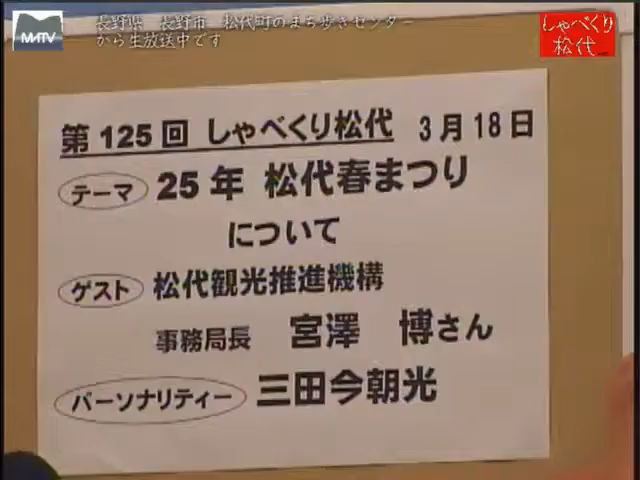 MATV
長野県 長野市 松代町のまち歩きセンター
から生放送中です
しゃべくり
松代
第125回 しゃべくり松代 3月18日
テーマ 25年 松代春まつり
について
ゲスト 松代観光推進機構
事務局長 宮澤 博さん
パーソナリティー 三田今朝光